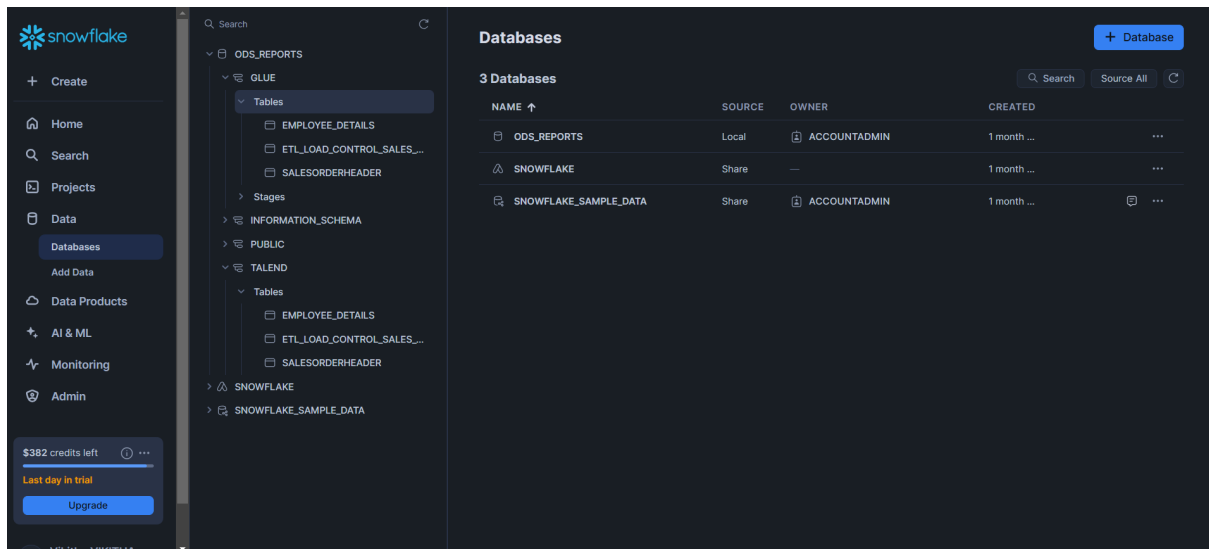 snowflake
+ Create
Home
Search
Projects
Data
Databases
Add Data
Data Products
AI & ML
Monitoring
Admin
$382 credits left
Last day in trial
Upgrade
Search
ODS_REPORTS
GLUE
Tables
EMPLOYEE_DETAILS
ETL_LOAD_CONTROL_SALES_...
SALESORDERHEADER
Stages
INFORMATION_SCHEMA
PUBLIC
TALEND
Tables
EMPLOYEE_DETAILS
ETL_LOAD_CONTROL_SALES_...
SALESORDERHEADER
SNOWFLAKE
SNOWFLAKE_SAMPLE_DATA
Databases
+ Database
3 Databases
Search
Source All
NAME ↑ SOURCE OWNER CREATED
ODS_REPORTS Local ACCOUNTADMIN 1 month ...
SNOWFLAKE Share — 1 month ...
SNOWFLAKE_SAMPLE_DATA Share ACCOUNTADMIN 1 month ...